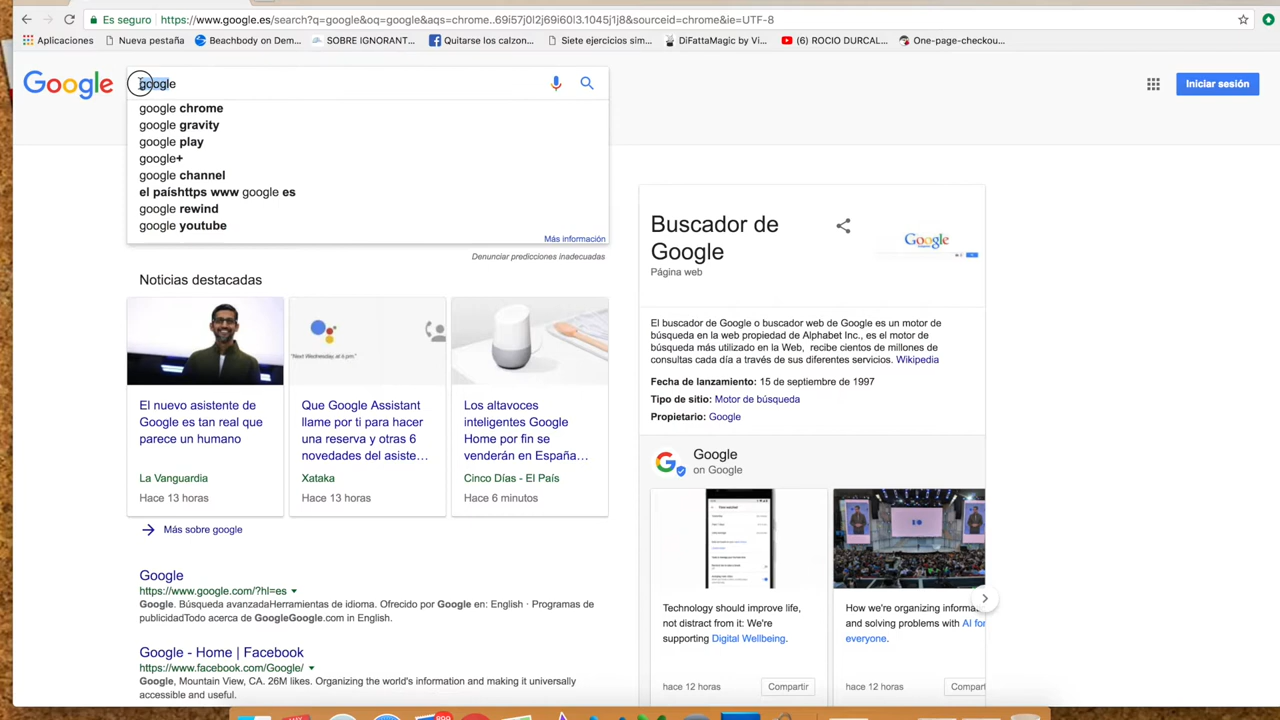 Es seguro
https://www.google.es/search?q=google&oq=google&aqs=chrome..69i57j0l2j69i60l3.1045j1j8&sourceid=chrome&ie=UTF-8
Aplicaciones
Nueva pestaña
Beachbody on Dem...
SOBRE IGNORANT...
Quitarse los calzon...
Siete ejercicios sim...
DiFattaMagic by Vi...
(6) ROCIO DURCAL...
One-page-checkou...
Google
google
Iniciar sesión
google chrome
google gravity
google play
google+
google channel
el paíshttps www google es
google rewind
google youtube
Más información
Denunciar predicciones inadecuadas
Noticias destacadas
"Next Wednesday, at 6 pm."
El nuevo asistente de
Google es tan real que
parece un humano
La Vanguardia
Hace 13 horas
Que Google Assistant
llame por ti para hacer
una reserva y otras 6
novedades del asiste...
Xataka
Hace 13 horas
Los altavoces
inteligentes Google
Home por fin se
venderán en España...
Cinco Días - El País
Hace 6 minutos
Más sobre google
Google
https://www.google.com/?hl=es
Google. Búsqueda avanzadaHerramientas de idioma. Ofrecido por Google en: English · Programas de
publicidadTodo acerca de GoogleGoogle.com in English.
Google - Home | Facebook
https://www.facebook.com/Google/
Google, Mountain View, CA. 26M likes. Organizing the world's information and making it universally
accessible and useful.
Buscador de
Google
Página web
Google
El buscador de Google o buscador web de Google es un motor de
búsqueda en la web propiedad de Alphabet Inc., es el motor de
búsqueda más utilizado en la Web, recibe cientos de millones de
consultas cada día a través de sus diferentes servicios. Wikipedia
Fecha de lanzamiento: 15 de septiembre de 1997
Tipo de sitio: Motor de búsqueda
Propietario: Google
Google
on Google
Technology should improve life,
not distract from it: We're
supporting Digital Wellbeing.
hace 12 horas
Compartir
How we're organizing informa
and solving problems with AI for
everyone.
hace 12 horas
Compart